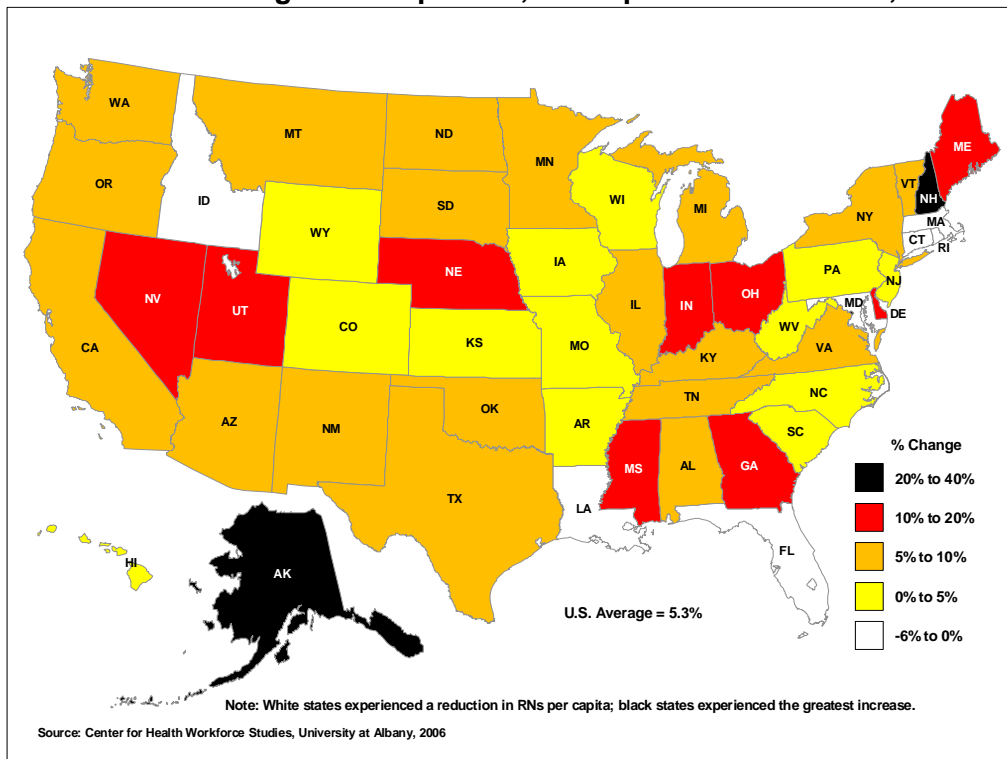 WA
MT
ND
MN
ME
OR
ID
SD
WI
MI
VT
NH
NY
MA
CT
RI
WY
IA
PA
NJ
NE
NV
UT
CO
IL
IN
OH
MD
DE
WV
VA
CA
KS
MO
KY
NC
TN
AZ
NM
OK
AR
SC
MS
AL
GA
TX
LA
FL
HI
AK
% Change
20% to 40%
10% to 20%
5% to 10%
0% to 5%
-6% to 0%
U.S. Average = 5.3%
Note: White states experienced a reduction in RNs per capita; black states experienced the greatest increase.
Source: Center for Health Workforce Studies, University at Albany, 2006